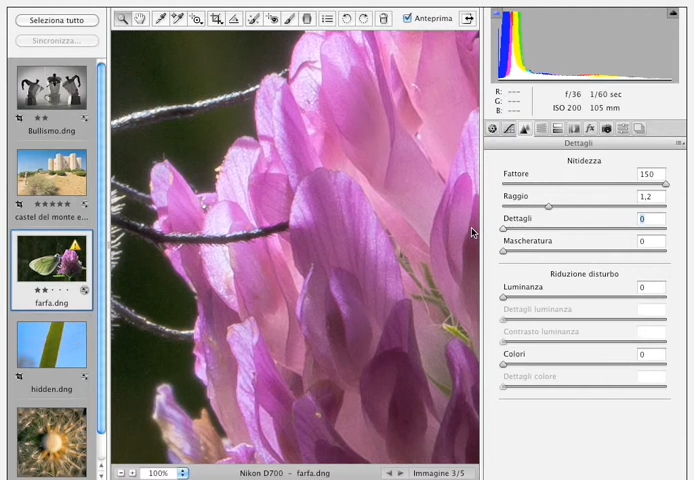 Seleziona tutto
Sincronizza...
Anteprima
Bullismo.dng
castel del monte e...
farfa.dng
hidden.dng
100%
Nikon D700 – farfa.dng
Immagine 3/5
R: ---
G: ---
B: ---
f/36 1/60 sec
ISO 200 105 mm
fx
Dettagli
Nitidezza
Fattore 150
Raggio 1,2
Dettagli 0
Mascheratura 0
Riduzione disturbo
Luminanza 0
Dettagli luminanza
Contrasto luminanza
Colori 0
Dettagli colore